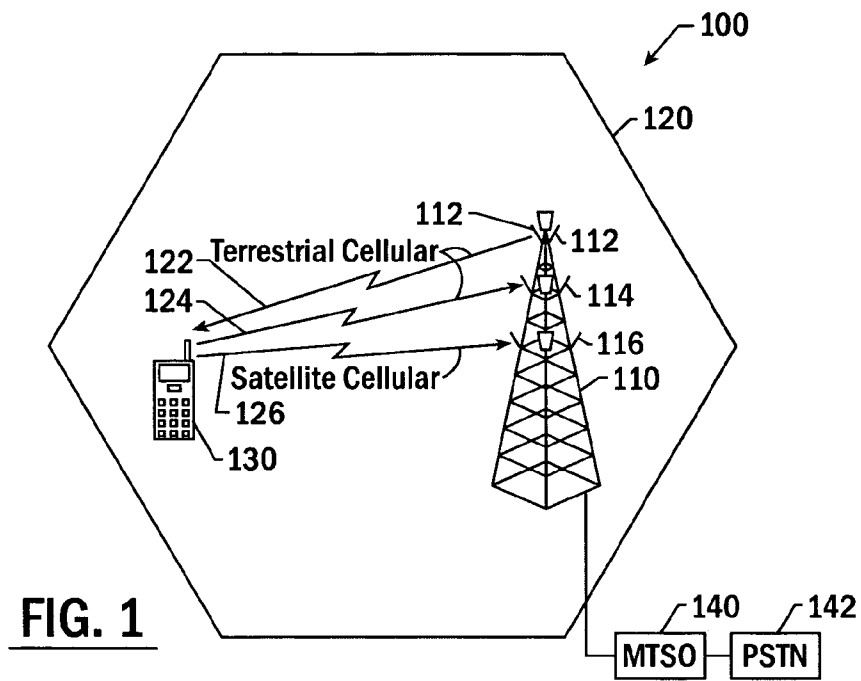 100
120
112
112
Terrestrial Cellular
122
124
114
116
Satellite Cellular
110
126
130
FIG. 1
140
142
MTSO
PSTN